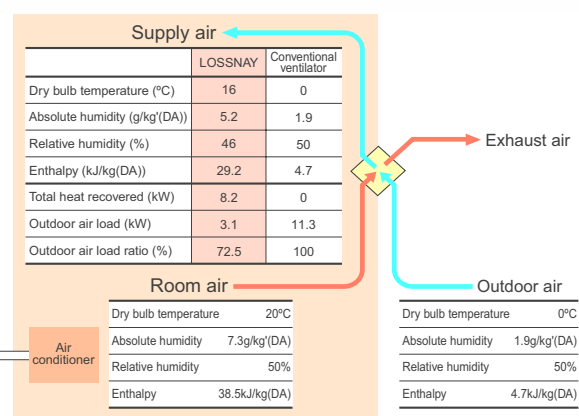 Supply air
LOSSNAY Conventional ventilator
Dry bulb temperature (ºC) 16 0
Absolute humidity (g/kg'(DA)) 5.2 1.9
Relative humidity (%) 46 50
Enthalpy (kJ/kg(DA)) 29.2 4.7
Total heat recovered (kW) 8.2 0
Outdoor air load (kW) 3.1 11.3
Outdoor air load ratio (%) 72.5 100
Exhaust air
Room air
Dry bulb temperature 20ºC
Absolute humidity 7.3g/kg'(DA)
Relative humidity 50%
Enthalpy 38.5kJ/kg(DA)
Outdoor air
Dry bulb temperature 0ºC
Absolute humidity 1.9g/kg'(DA)
Relative humidity 50%
Enthalpy 4.7kJ/kg(DA)
Air
conditioner